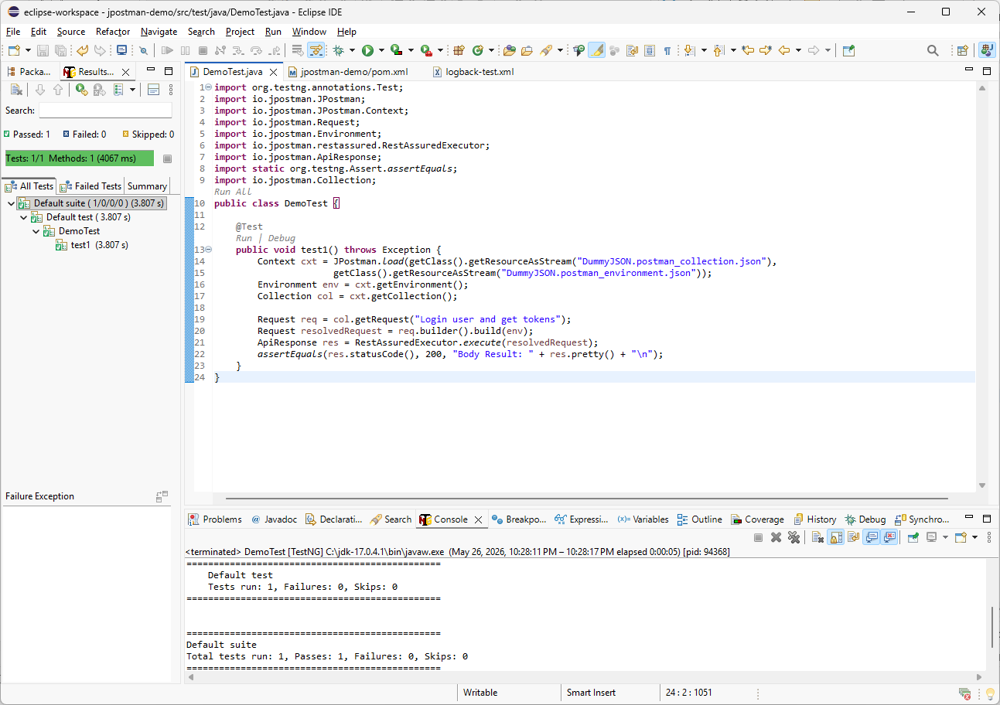 eclipse-workspace - jpostman-demo/src/test/java/DemoTest.java - Eclipse IDE
File Edit Source Refactor Navigate Search Project Run Window Help
Packa... Results...
Search:
Passed: 1 Failed: 0 Skipped: 0
Tests: 1/1 Methods: 1 (4067 ms)
All Tests Failed Tests Summary
Default suite ( 1/0/0/0 ) (3.807 s)
Default test ( 3.807 s)
DemoTest
test1 (3.807 s)
Failure Exception
DemoTest.java jpostman-demo/pom.xml logback-test.xml
1 import org.testng.annotations.Test;
2 import io.jpostman.JPostman;
3 import io.jpostman.JPostman.Context;
4 import io.jpostman.Request;
5 import io.jpostman.Environment;
6 import io.jpostman.restassured.RestAssuredExecutor;
7 import io.jpostman.ApiResponse;
8 import static org.testng.Assert.assertEquals;
9 import io.jpostman.Collection;
Run All
10 public class DemoTest {
11
12     @Test
Run | Debug
13     public void test1() throws Exception {
14         Context cxt = JPostman.load(getClass().getResourceAsStream("DummyJSON.postman_collection.json"),
15                       getClass().getResourceAsStream("DummyJSON.postman_environment.json"));
16         Environment env = cxt.getEnvironment();
17         Collection col = cxt.getCollection();
18
19         Request req = col.getRequest("Login user and get tokens");
20         Request resolvedRequest = req.builder().build(env);
21         ApiResponse res = RestAssuredExecutor.execute(resolvedRequest);
22         assertEquals(res.statusCode(), 200, "Body Result: " + res.pretty() + "\n");
23     }
24 }
Problems @ Javadoc Declarati... Search Console Breakpo... Expressi... (x)= Variables Outline Coverage History Debug Synchro...
<terminated> DemoTest [TestNG] C:\jdk-17.0.4.1\bin\javaw.exe (May 26, 2026, 10:28:11 PM – 10:28:17 PM elapsed 0:00:05) [pid: 94368]
===============================================
    Default test
    Tests run: 1, Failures: 0, Skips: 0
===============================================
===============================================
Default suite
Total tests run: 1, Passes: 1, Failures: 0, Skips: 0
===============================================
Writable Smart Insert 24 : 2 : 1051